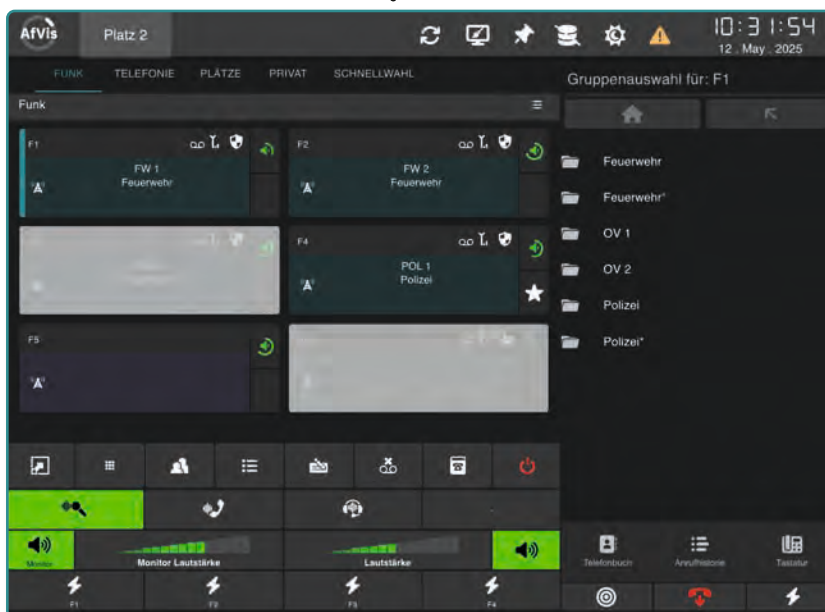 AfVis
Platz 2
10:31:54
12 . May . 2025
FUNK TELEFONIE PLÄTZE PRIVAT SCHNELLWAHL
Gruppenauswahl für: F1
Funk
F1
FW 1
Feuerwehr
F2
FW 2
Feuerwehr
F4
POL 1
Polizei
F5
Feuerwehr
Feuerwehr*
OV 1
OV 2
Polizei
Polizei*
Monitor
Monitor Lautstärke
Lautstärke
Telefonbuch
Anrufhistorie
Tastatur
F1
F2
F3
F4